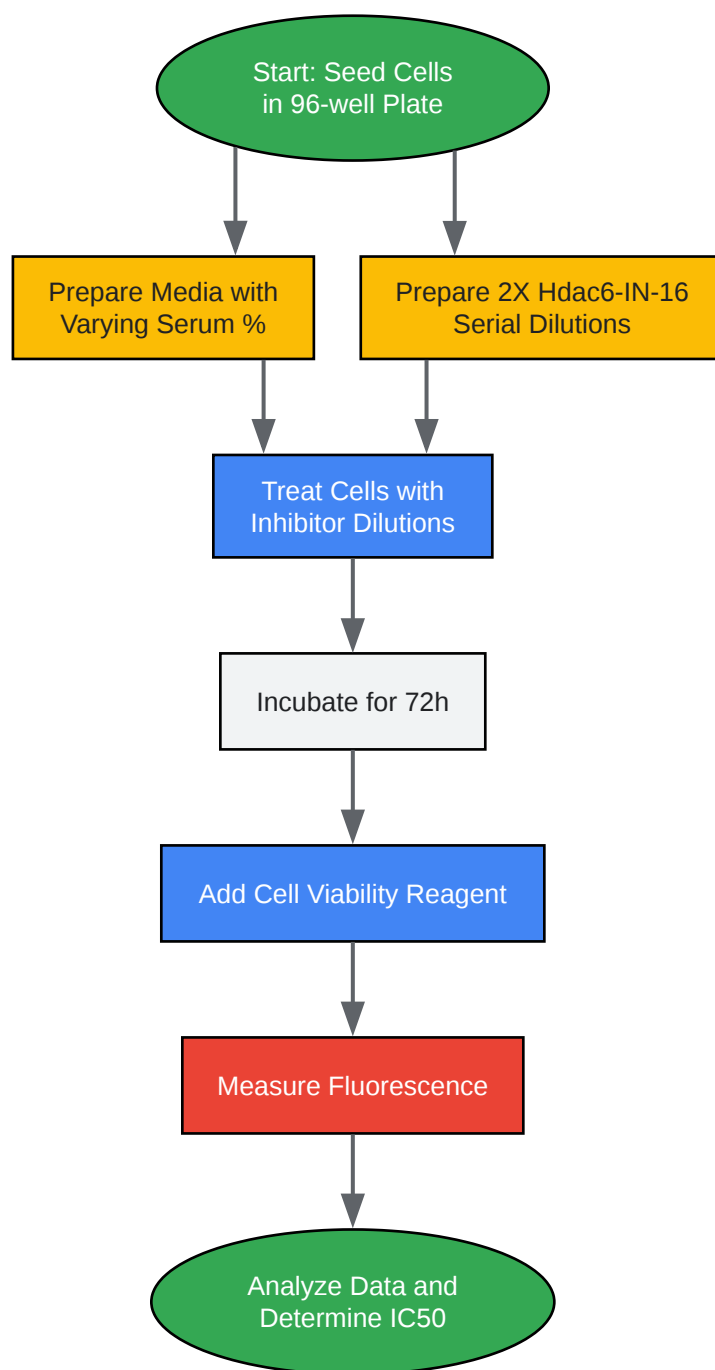 Start: Seed Cells
in 96-well Plate
Prepare Media with
Varying Serum %
Prepare 2X Hdac6-IN-16
Serial Dilutions
Treat Cells with
Inhibitor Dilutions
Incubate for 72h
Add Cell Viability Reagent
Measure Fluorescence
Analyze Data and
Determine IC50